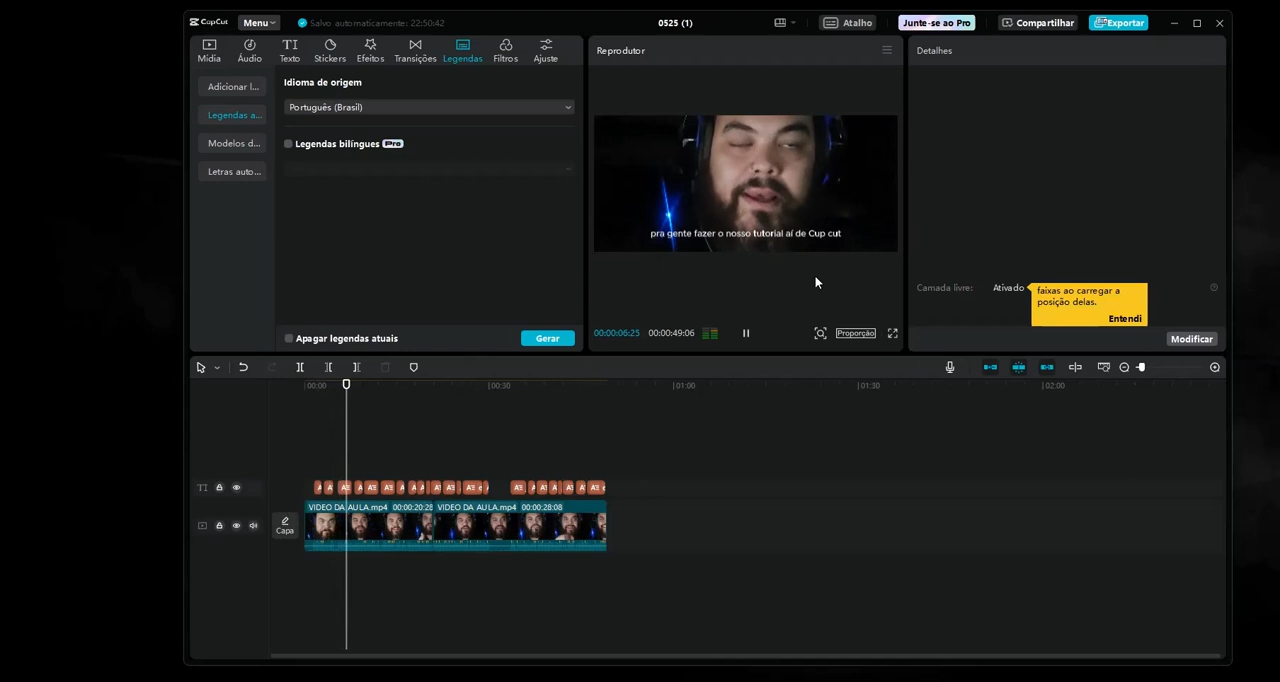 CapCut Menu Salvo automaticamente: 22:50:42 0525 (1) Atalho Junte-se ao Pro Compartilhar Exportar
Mídia Áudio Texto Stickers Efeitos Transições Legendas Filtros Ajuste
Adicionar l...
Legendas a...
Modelos d...
Letras auto...
Idioma de origem
Português (Brasil)
Legendas bilíngues Pro
Apagar legendas atuais Gerar
Reprodutor
pra gente fazer o nosso tutorial aí de Cup cut
00:00:06:25 00:00:49:06 Proporção
Detalhes
Camada livre: Ativado
faixas ao carregar a
posição delas.
Entendi
Modificar
00:00 00:30 01:00 01:30 02:00
TI
Capa
VIDEO DA AULA.mp4 00:00:20:28 VIDEO DA AULA.mp4 00:00:28:08